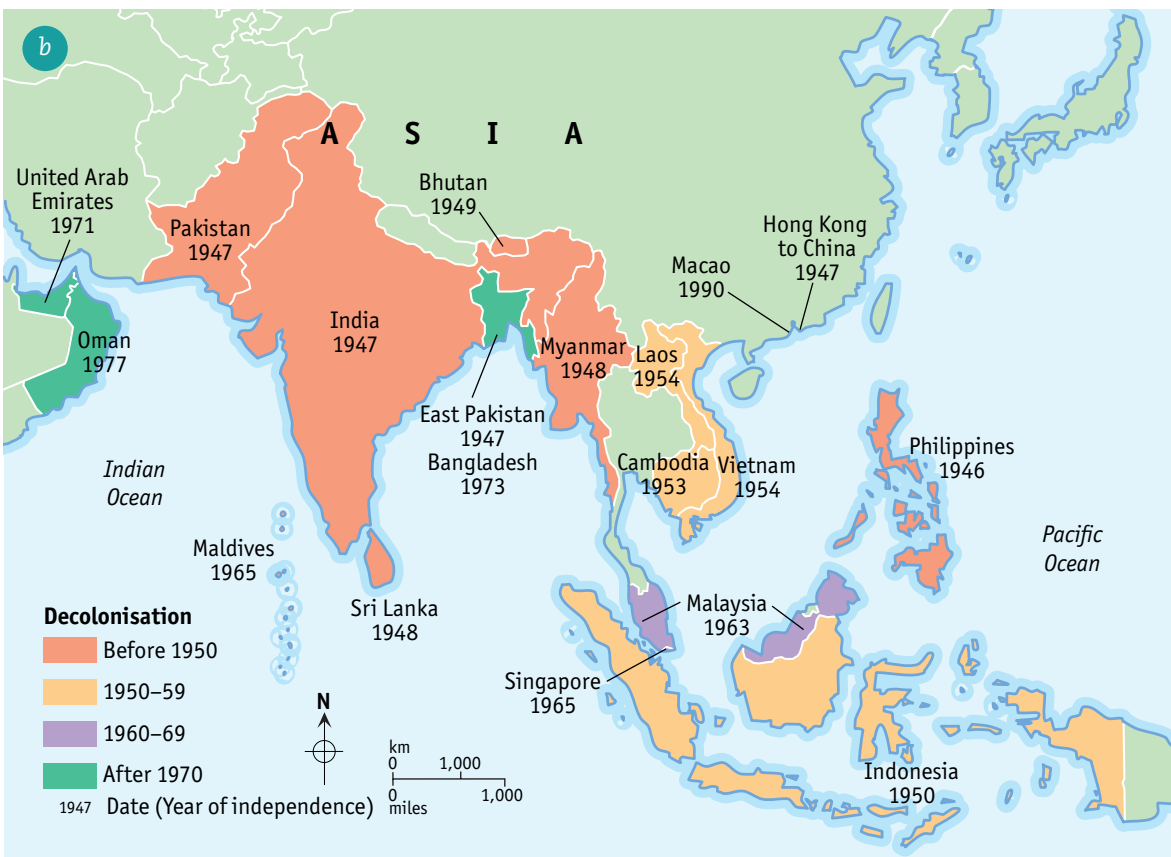 b
A S I A
United Arab
Emirates
1971
Pakistan
1947
Bhutan
1949
Hong Kong
to China
1947
Macao
1990
Oman
1977
India
1947
Myanmar
1948
Laos
1954
East Pakistan
1947
Bangladesh
1973
Cambodia
1953
Vietnam
1954
Philippines
1946
Indian
Ocean
Pacific
Ocean
Maldives
1965
Sri Lanka
1948
Malaysia
1963
Singapore
1965
Indonesia
1950
Decolonisation
Before 1950
1950–59
1960–69
After 1970
1947 Date (Year of independence)
N
km
0 1,000
0 1,000
miles